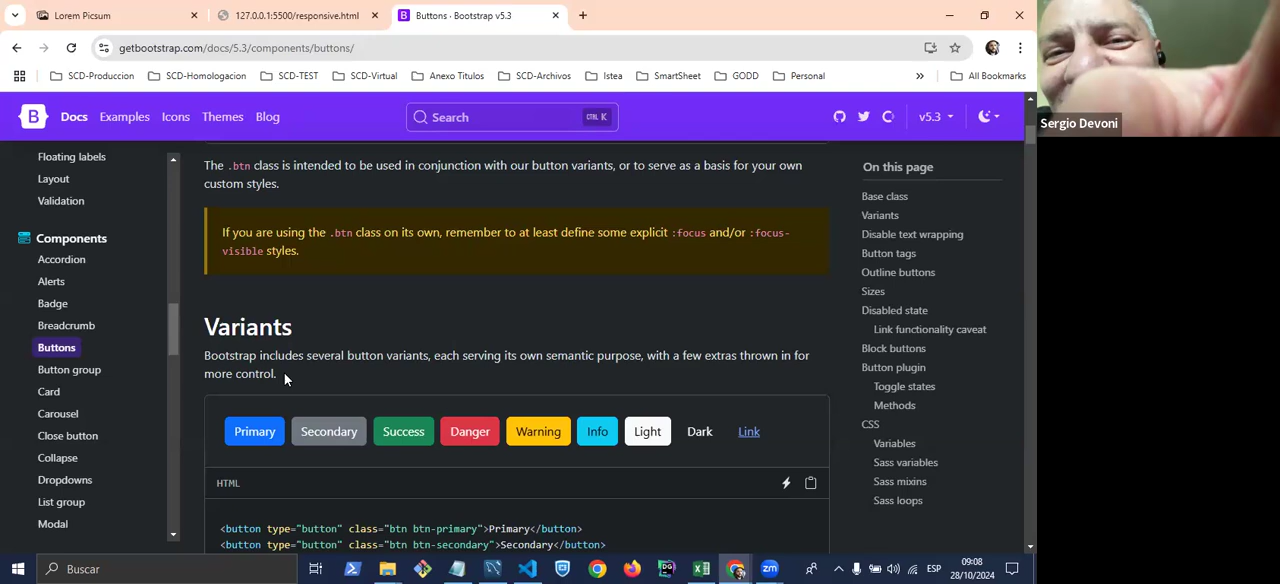 Lorem Picsum
127.0.0.1:5500/responsive.html
Buttons · Bootstrap v5.3
getbootstrap.com/docs/5.3/components/buttons/
SCD-Produccion
SCD-Homologacion
SCD-TEST
SCD-Virtual
Anexo Titulos
SCD-Archivos
Istea
SmartSheet
GODD
Personal
»
All Bookmarks
B
Docs
Examples
Icons
Themes
Blog
Search
CTRL K
v5.3
Floating labels
Layout
Validation
Components
Accordion
Alerts
Badge
Breadcrumb
Buttons
Button group
Card
Carousel
Close button
Collapse
Dropdowns
List group
Modal
The .btn class is intended to be used in conjunction with our button variants, or to serve as a basis for your own
custom styles.
If you are using the .btn class on its own, remember to at least define some explicit :focus and/or :focus-
visible styles.
Variants
Bootstrap includes several button variants, each serving its own semantic purpose, with a few extras thrown in for
more control.
Primary
Secondary
Success
Danger
Warning
Info
Light
Dark
Link
HTML
<button type="button" class="btn btn-primary">Primary</button>
<button type="button" class="btn btn-secondary">Secondary</button>
On this page
Base class
Variants
Disable text wrapping
Button tags
Outline buttons
Sizes
Disabled state
Link functionality caveat
Block buttons
Button plugin
Toggle states
Methods
CSS
Variables
Sass variables
Sass mixins
Sass loops
Sergio Devoni
Buscar
ESP
09:08
28/10/2024